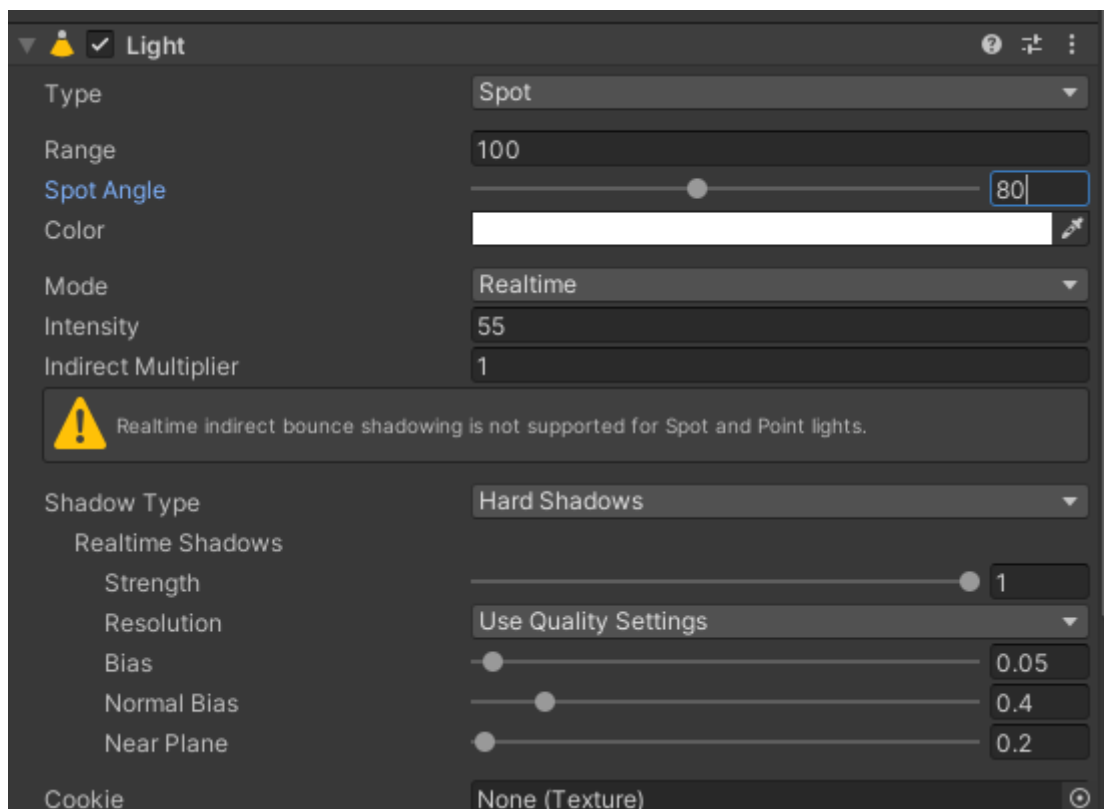 Light
Type Spot
Range 100
Spot Angle 80
Color
Mode Realtime
Intensity 55
Indirect Multiplier 1
Realtime indirect bounce shadowing is not supported for Spot and Point lights.
Shadow Type Hard Shadows
Realtime Shadows
Strength 1
Resolution Use Quality Settings
Bias 0.05
Normal Bias 0.4
Near Plane 0.2
Cookie None (Texture)